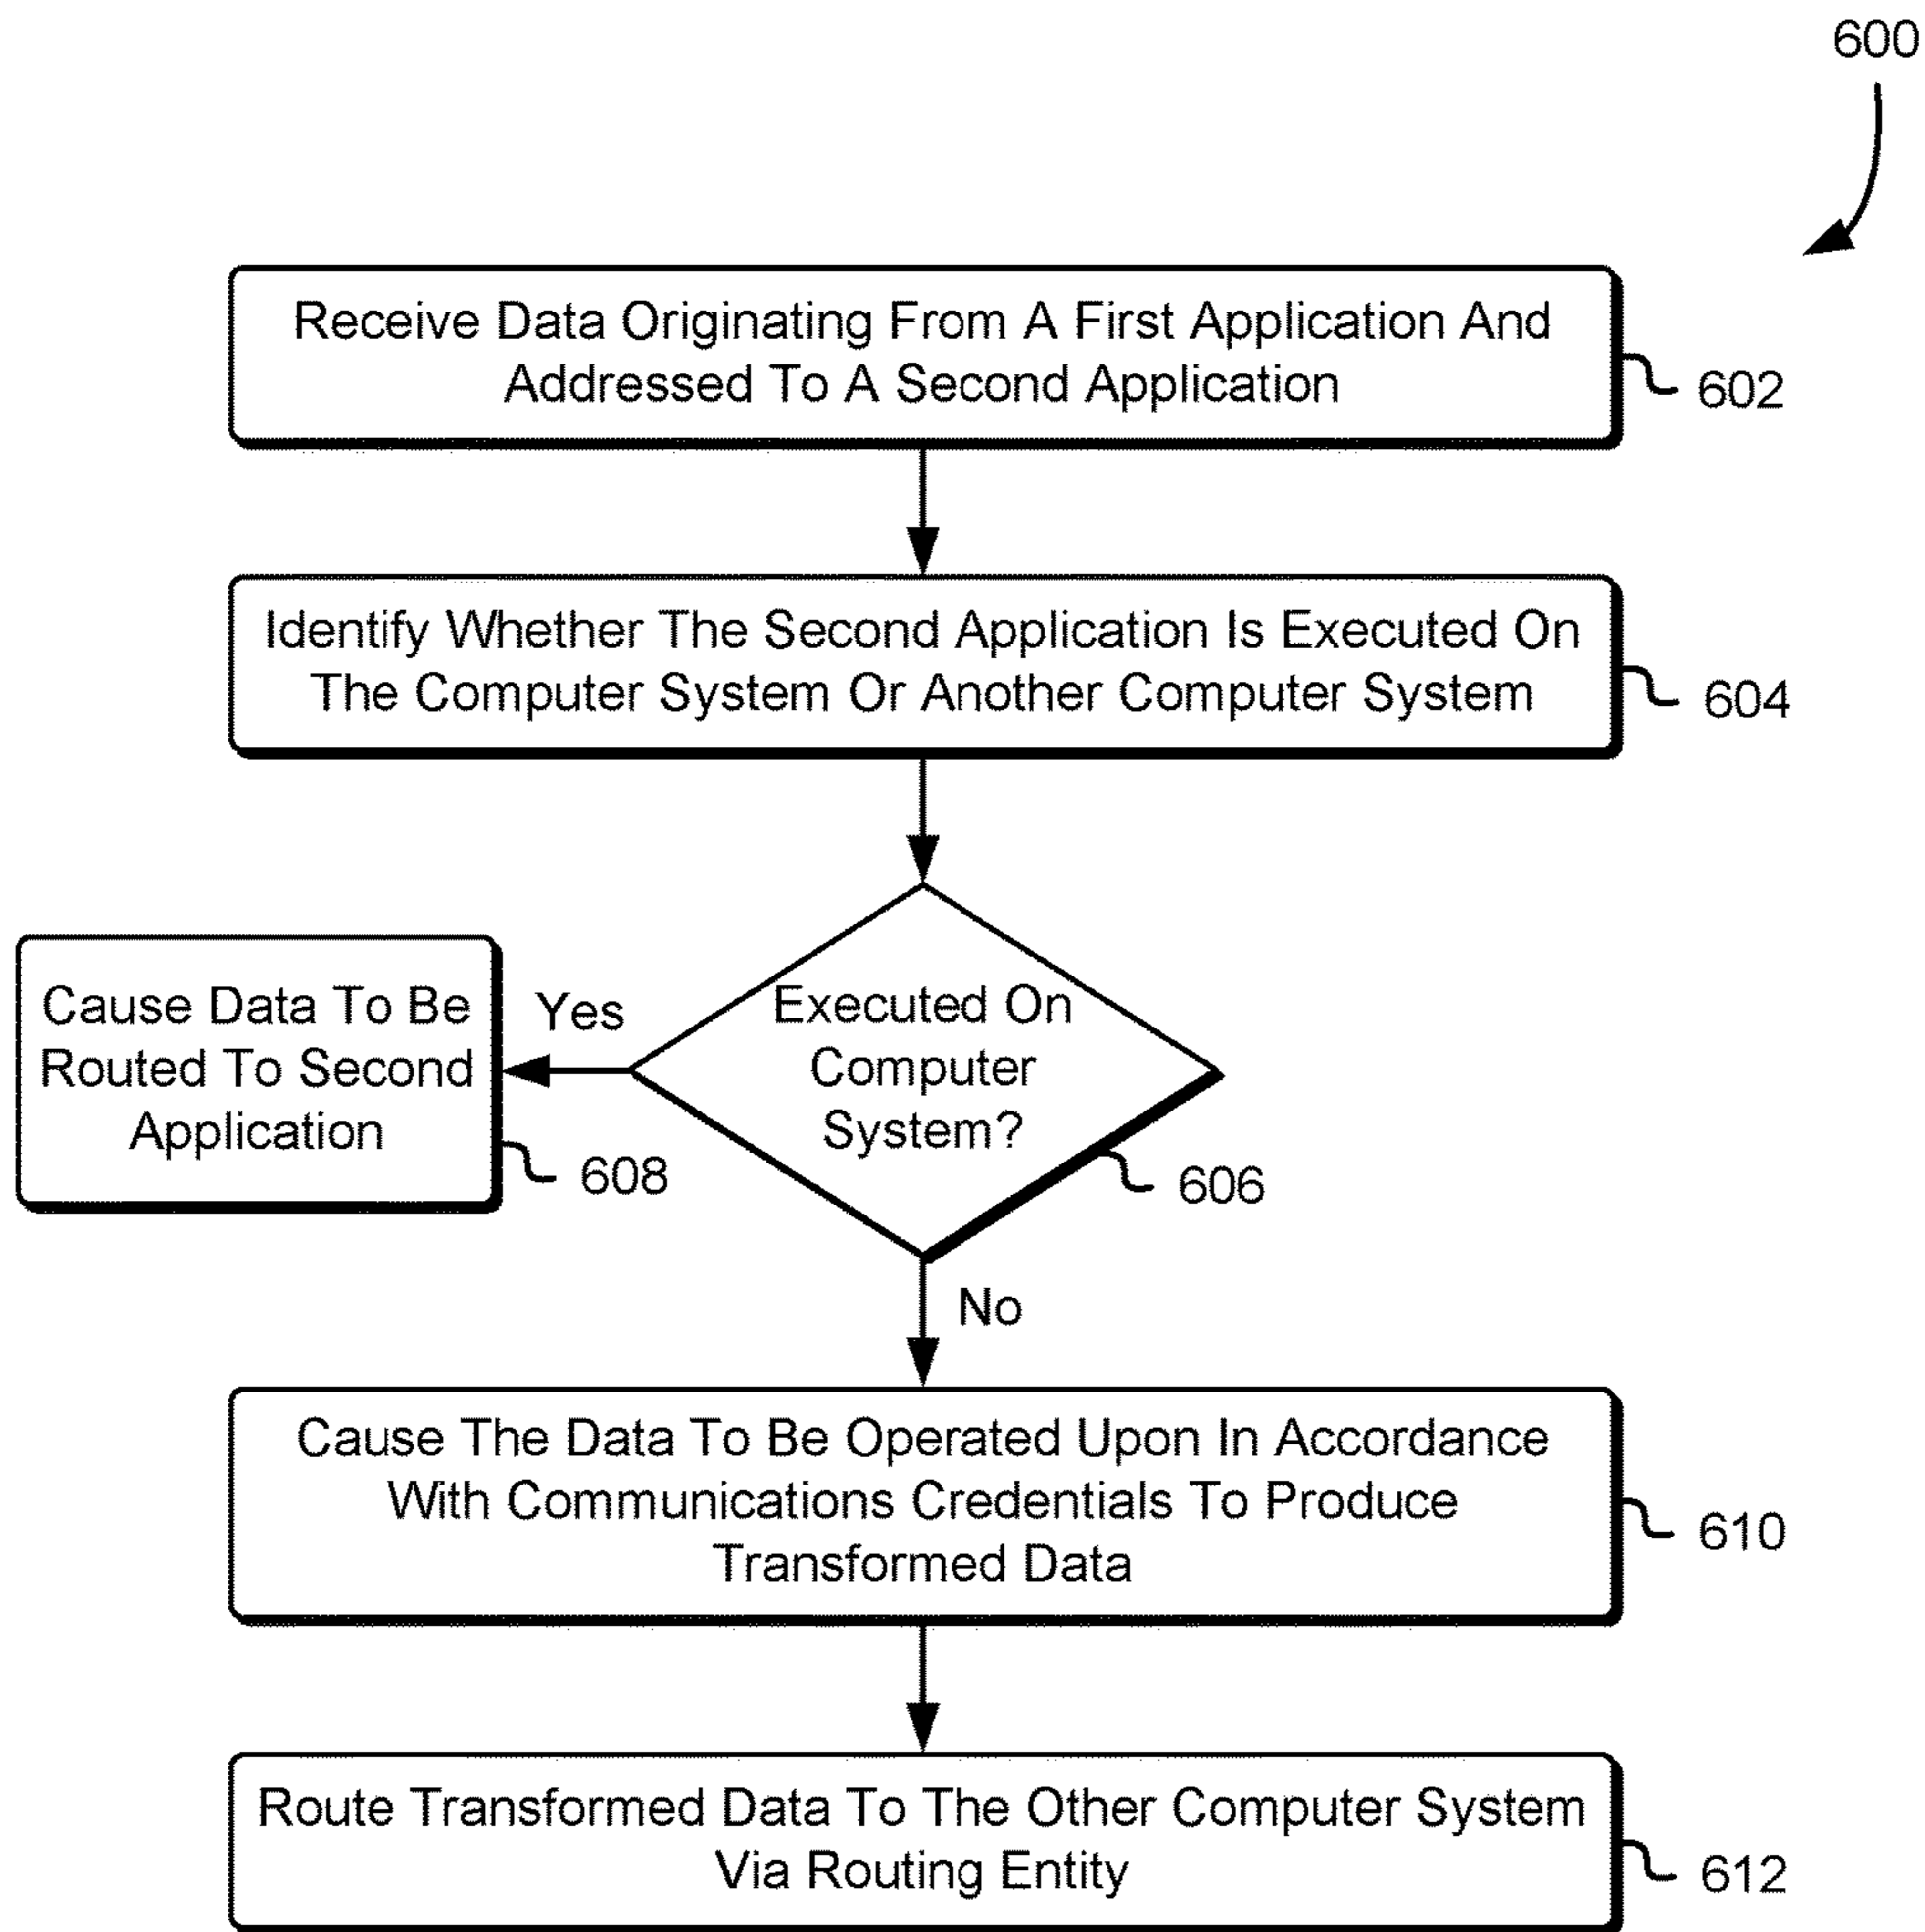 600
Receive Data Originating From A First Application And
Addressed To A Second Application
602
Identify Whether The Second Application Is Executed On
The Computer System Or Another Computer System
604
Executed On
Computer
System?
606
Yes
Cause Data To Be
Routed To Second
Application
608
No
Cause The Data To Be Operated Upon In Accordance
With Communications Credentials To Produce
Transformed Data
610
Route Transformed Data To The Other Computer System
Via Routing Entity
612